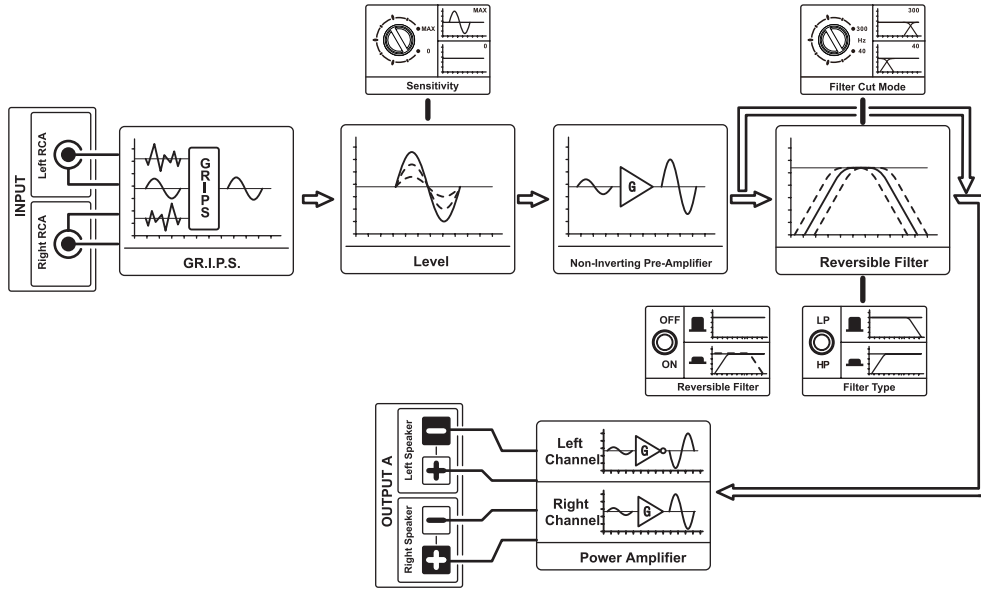 MAX
0
Sensitivity
MAX
0
300
Hz
40
Filter Cut Mode
300
40
INPUT
Left RCA
Right RCA
GRIPS
GR.I.P.S.
Level
G
Non-Inverting Pre-Amplifier
Reversible Filter
OFF
ON
Reversible Filter
LP
HP
Filter Type
OUTPUT A
Left Speaker
Right Speaker
Left
Channel
G
Right
Channel
G
Power Amplifier